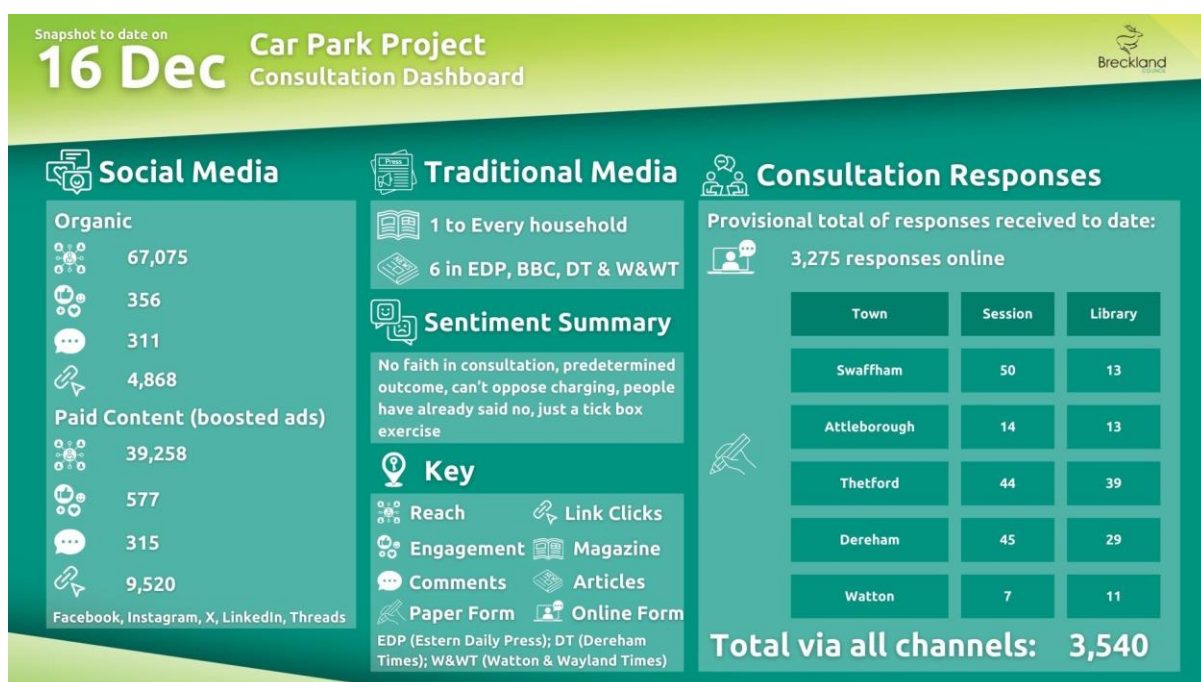 Snapshot to date on
16 Dec
Car Park Project
Consultation Dashboard
Breckland
COUNCIL
Social Media
Organic
67,075
356
311
4,868
Paid Content (boosted ads)
39,258
577
315
9,520
Facebook, Instagram, X, LinkedIn, Threads
Press
Traditional Media
1 to Every household
NEWS
6 in EDP, BBC, DT & W&WT
Sentiment Summary
No faith in consultation, predetermined
outcome, can't oppose charging, people
have already said no, just a tick box
exercise
Key
Reach Link Clicks
Engagement Magazine
Comments Articles
Paper Form Online Form
EDP (Estern Daily Press); DT (Dereham
Times); W&WT (Watton & Wayland Times)
Consultation Responses
Provisional total of responses received to date:
3,275 responses online
Town Session Library
Swaffham 50 13
Attleborough 14 13
Thetford 44 39
Dereham 45 29
Watton 7 11
Total via all channels: 3,540